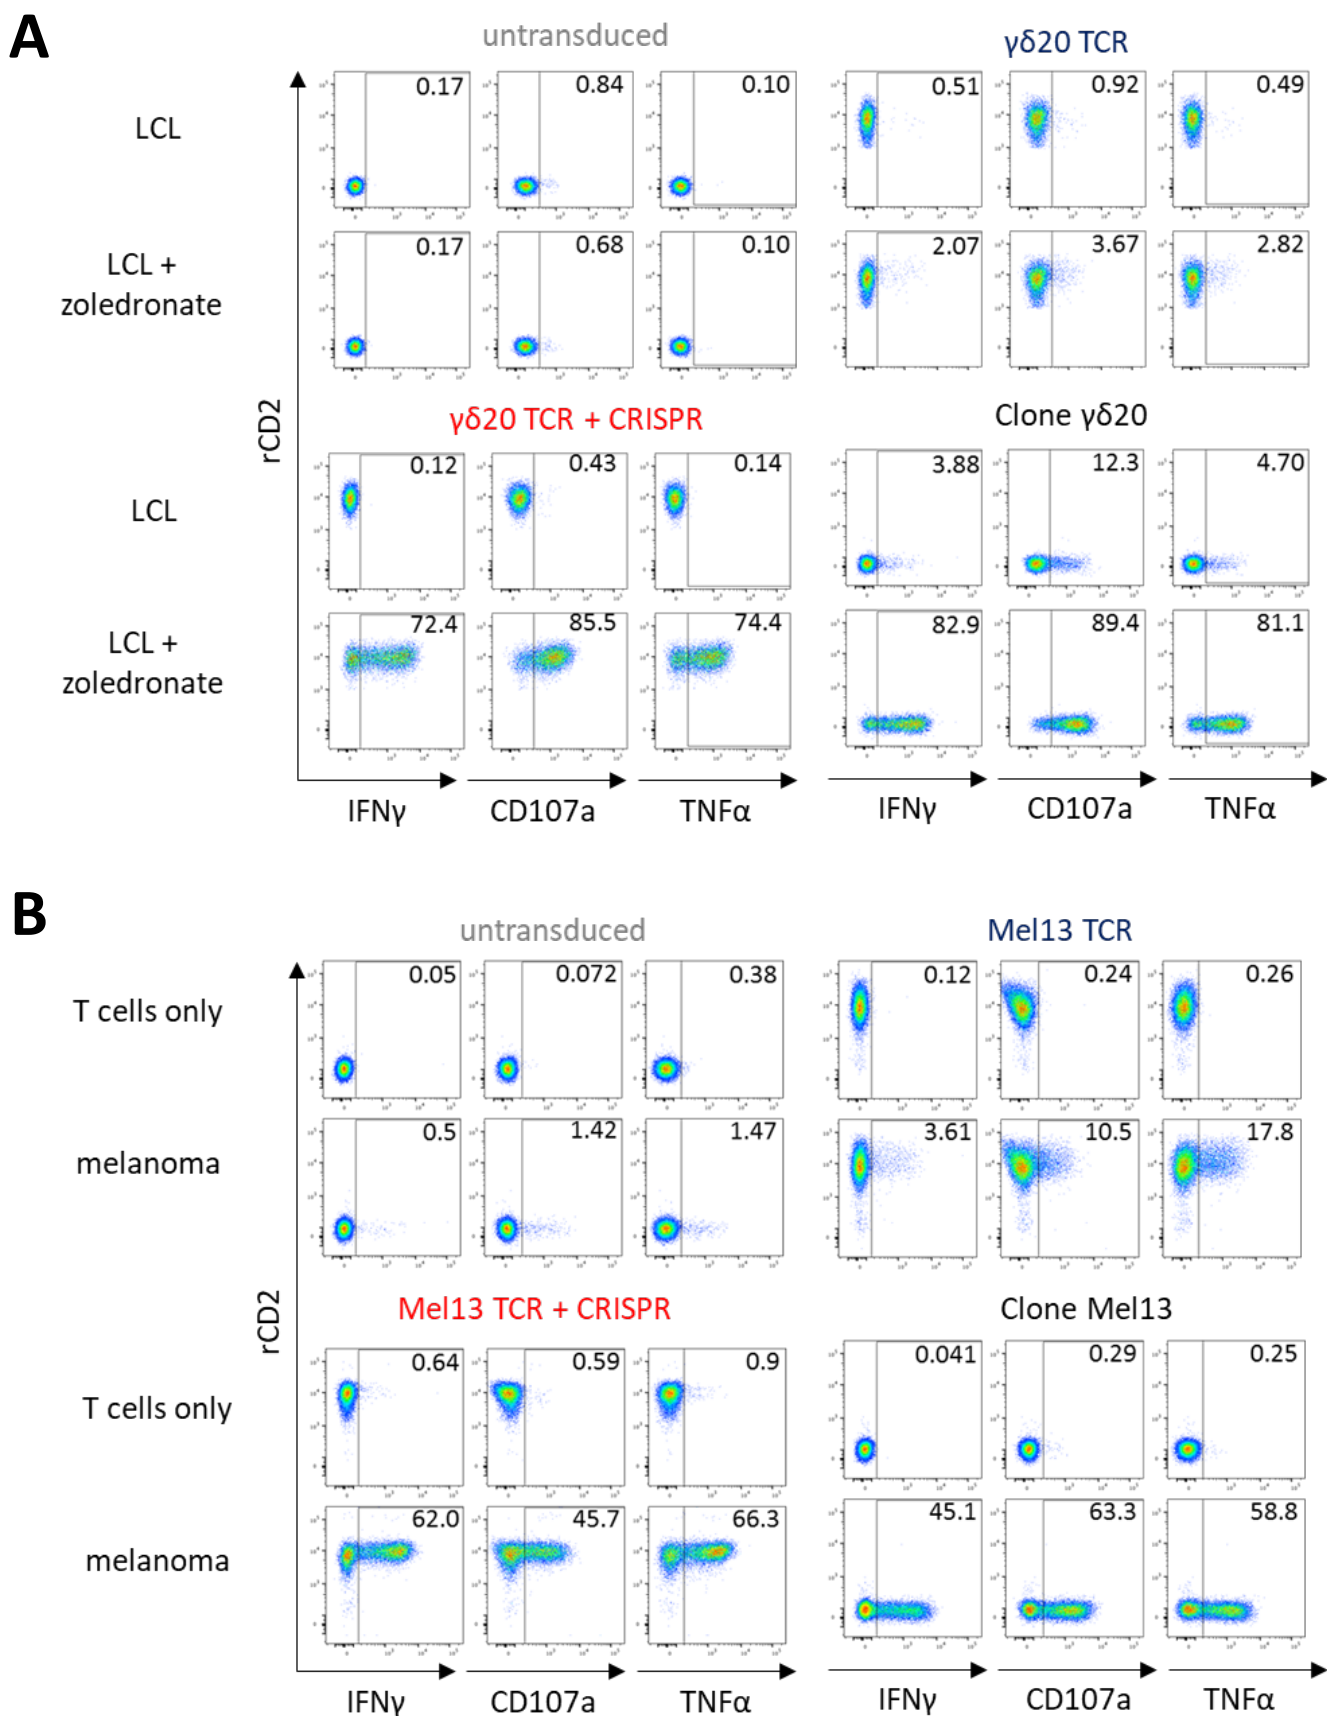 A
untransduced
γδ20 TCR
LCL
0.17
0.84
0.10
0.51
0.92
0.49
LCL +
zoledronate
0.17
0.68
0.10
2.07
3.67
2.82
rCD2
γδ20 TCR + CRISPR
Clone γδ20
LCL
0.12
0.43
0.14
3.88
12.3
4.70
LCL +
zoledronate
72.4
85.5
74.4
82.9
89.4
81.1
IFNγ
CD107a
TNFα
IFNγ
CD107a
TNFα
B
untransduced
Mel13 TCR
T cells only
0.05
0.072
0.38
0.12
0.24
0.26
melanoma
0.5
1.42
1.47
3.61
10.5
17.8
rCD2
Mel13 TCR + CRISPR
Clone Mel13
T cells only
0.64
0.59
0.9
0.041
0.29
0.25
melanoma
62.0
45.7
66.3
45.1
63.3
58.8
IFNγ
CD107a
TNFα
IFNγ
CD107a
TNFα